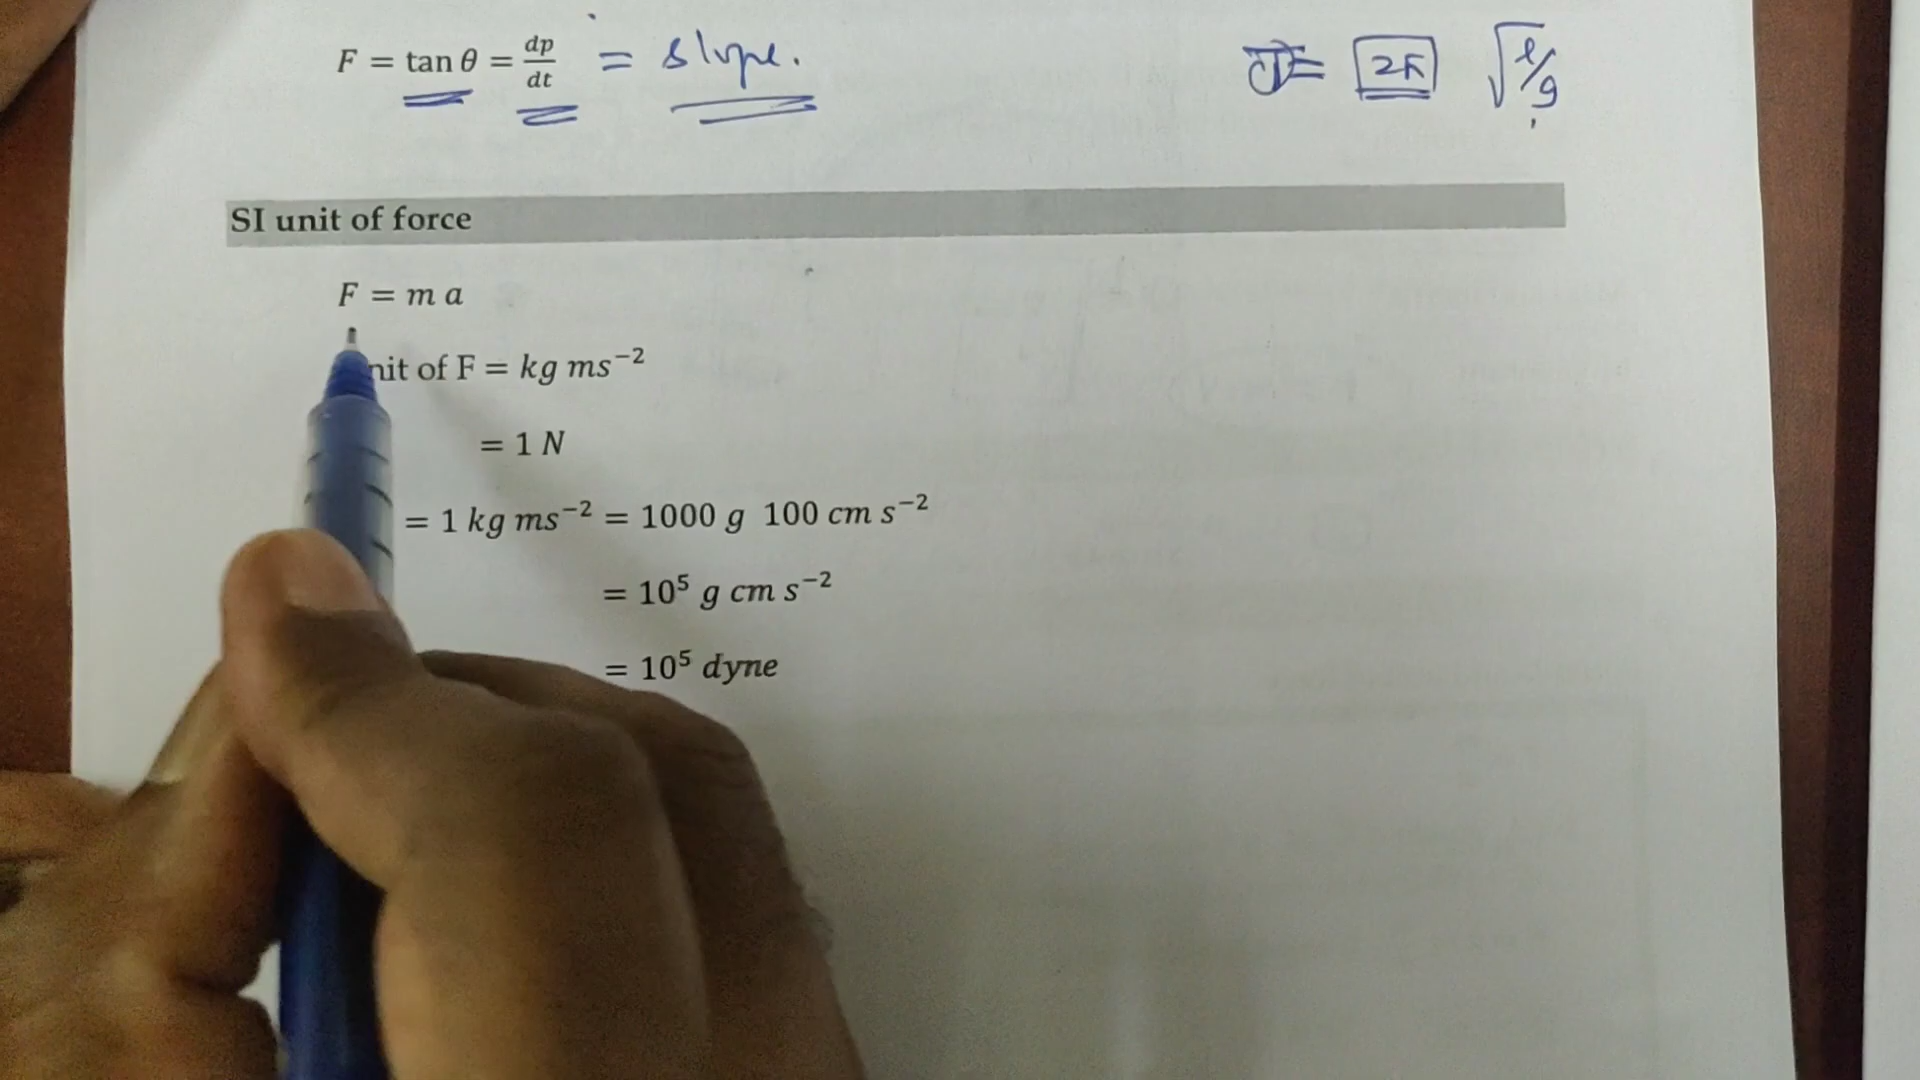 F = tan θ = dp/dt = slope.
T= 2π √l/g
SI unit of force
F = m a
nit of F = kg ms⁻²
= 1 N
= 1 kg ms⁻² = 1000 g 100 cm s⁻²
= 10⁵ g cm s⁻²
= 10⁵ dyne